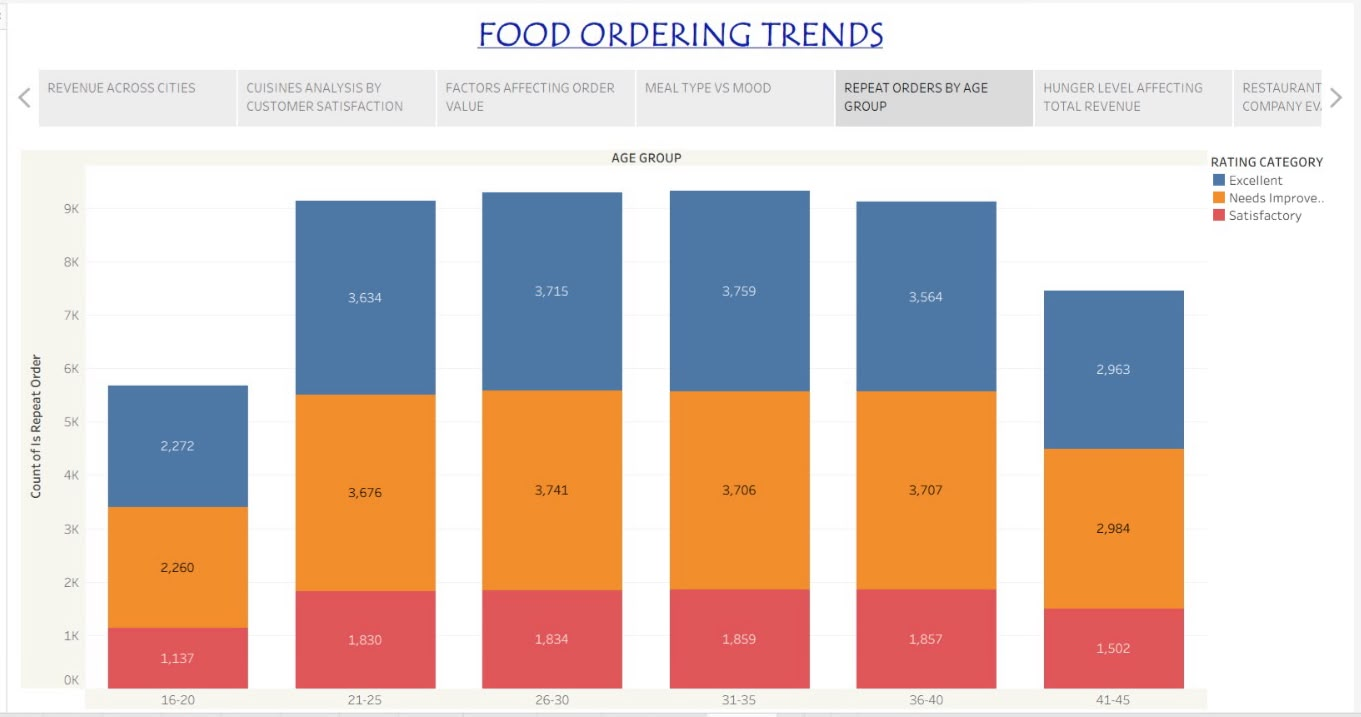 FOOD ORDERING TRENDS
REVENUE ACROSS CITIES
CUISINES ANALYSIS BY
CUSTOMER SATISFACTION
FACTORS AFFECTING ORDER
VALUE
MEAL TYPE VS MOOD
REPEAT ORDERS BY AGE
GROUP
HUNGER LEVEL AFFECTING
TOTAL REVENUE
RESTAURANT
COMPANY EV.
AGE GROUP
RATING CATEGORY
Excellent
Needs Improve..
Satisfactory
Count of Is Repeat Order
9K
8K
7K
6K
5K
4K
3K
2K
1K
0K
2,272
2,260
1,137
3,634
3,676
1,830
3,715
3,741
1,834
3,759
3,706
1,859
3,564
3,707
1,857
2,963
2,984
1,502
16-20
21-25
26-30
31-35
36-40
41-45